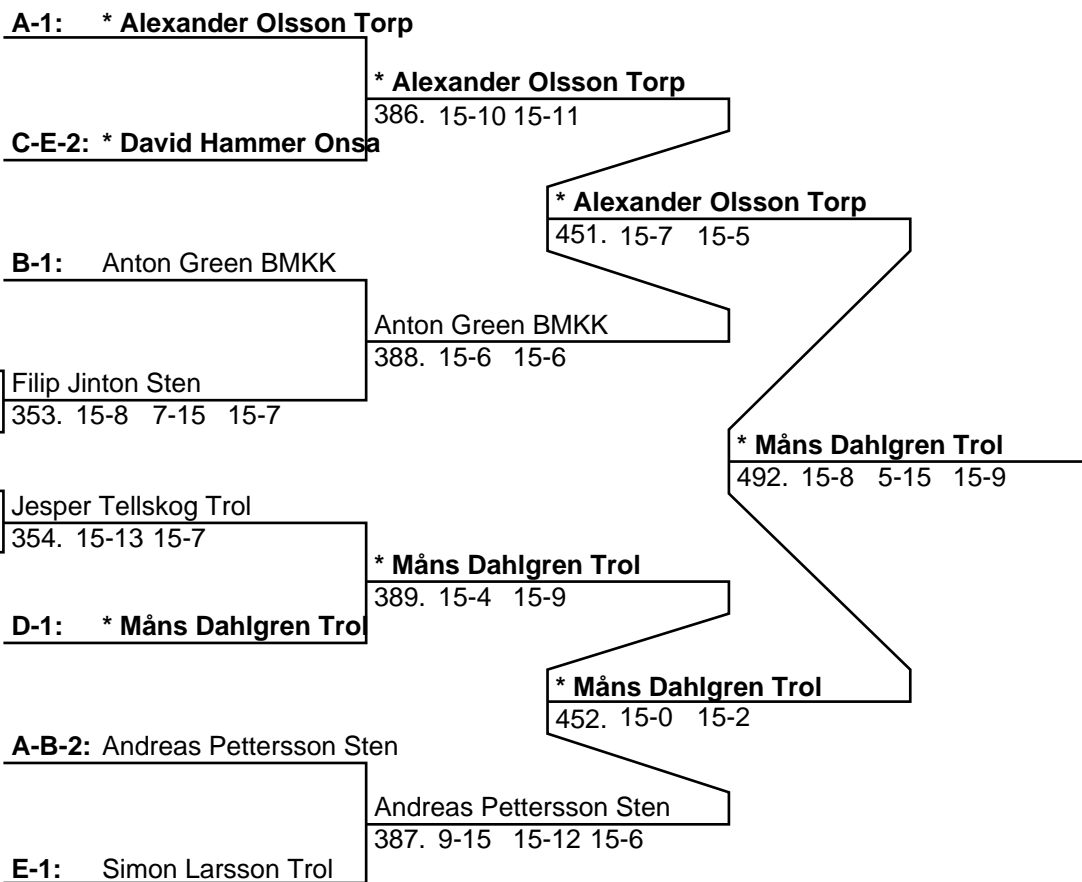 A-1: * Alexander Olsson Torp
* Alexander Olsson Torp
386. 15-10 15-11
C-E-2: * David Hammer Onsa
* Alexander Olsson Torp
451. 15-7 15-5
B-1: Anton Green BMKK
Anton Green BMKK
388. 15-6 15-6
Filip Jinton Sten
353. 15-8 7-15 15-7
* Måns Dahlgren Trol
492. 15-8 5-15 15-9
Jesper Tellskog Trol
354. 15-13 15-7
* Måns Dahlgren Trol
389. 15-4 15-9
D-1: * Måns Dahlgren Trol
* Måns Dahlgren Trol
452. 15-0 15-2
A-B-2: Andreas Pettersson Sten
Andreas Pettersson Sten
387. 9-15 15-12 15-6
E-1: Simon Larsson Trol